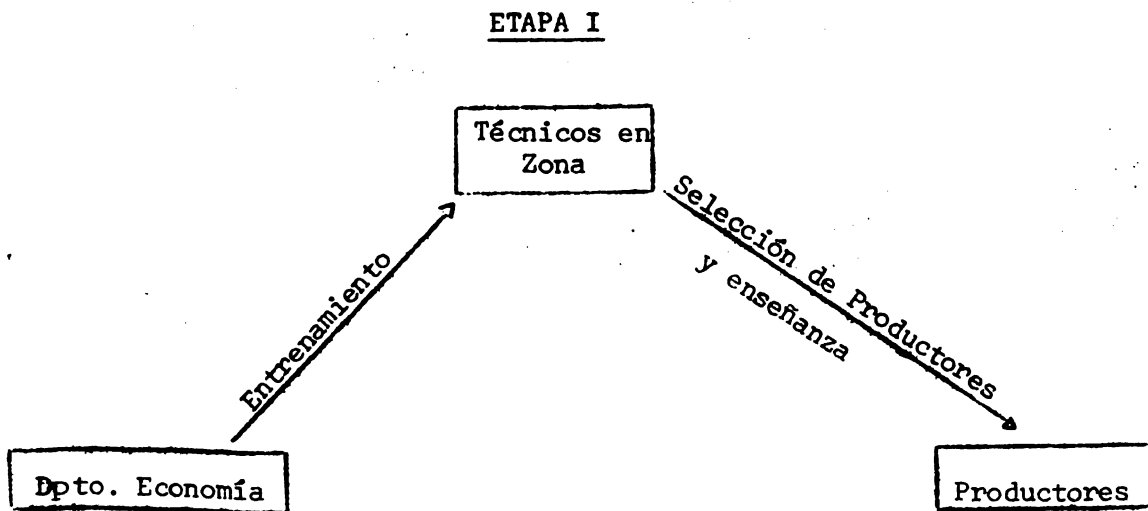 ETAPA I
Técnicos en
Zona
Entrenamiento
Selección de Productores
y enseñanza
Dpto. Economía
Productores